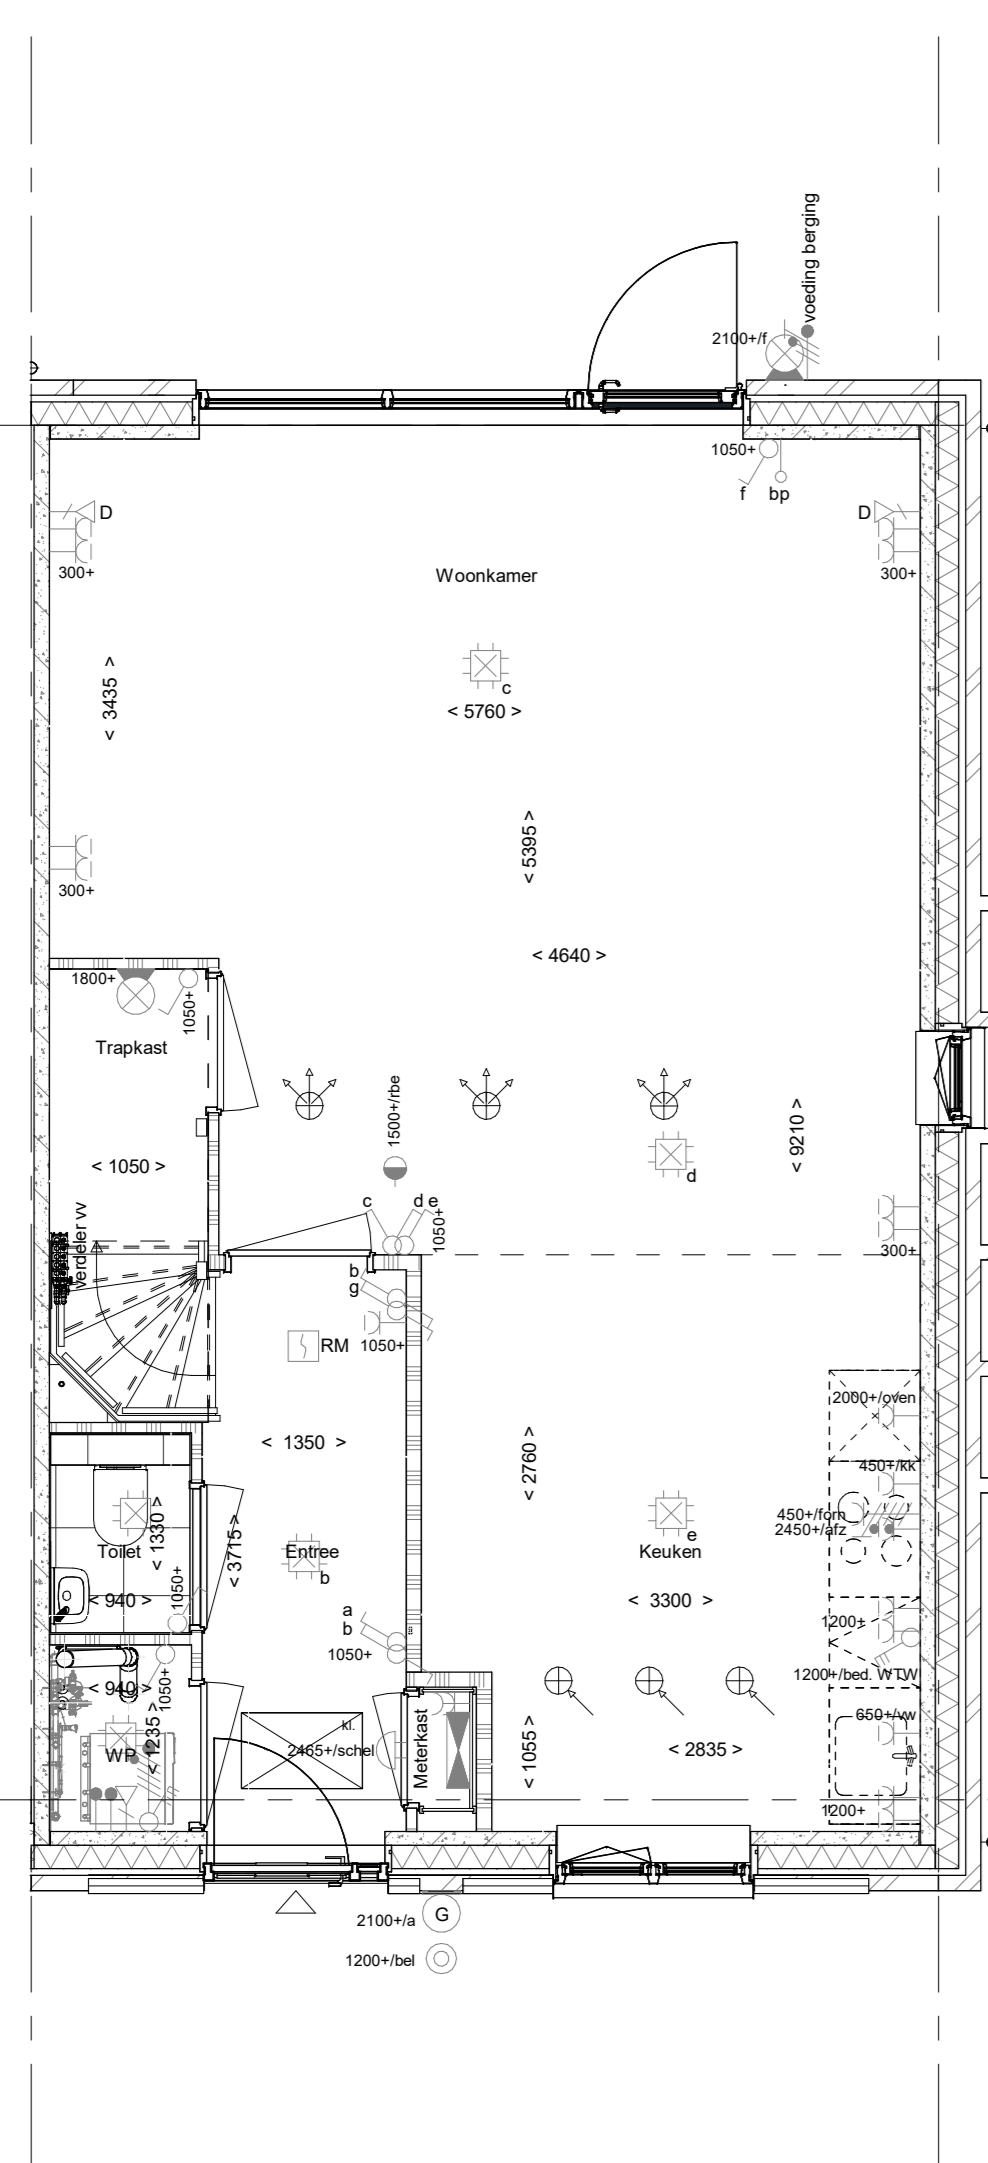 voeding berging
2100+/f
1050+
f
bp
D
300+
D
300+
Woonkamer
c
< 5760 >
< 3435 >
< 5395 >
300+
< 4640 >
1800+
1050+
Trapkast
1500+/rbe
< 9210 >
< 1050 >
d
c
d e
1050+
verdeler vv
300+
b
g
1050+
RM
2000+/oven
< 1350 >
< 2760 >
450+/kk
450+/forn
2450+/afz
< 1330 >
< 3715 >
Toilet
Entree
b
e
Keuken
1050+
< 940 >
< 3300 >
a
b
1050+
1200+
1200+/bed. WTW
< 940 >
1050+
650+/vw
kl.
2465+/schel
< 1235 >
WP
Meterkast
< 1055 >
< 2835 >
1200+
2100+/a
G
1200+/bel